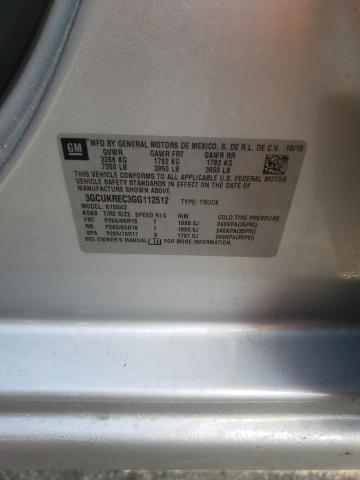 GM
MFD BY GENERAL MOTORS DE MEXICO, S. DE R.L. DE C.V. 10/15
GVWR GAWR FRT GAWR RR
3266 KG 1792 KG 1792 KG
7200 LB 3950 LB 3950 LB
THIS VEHICLE CONFORMS TO ALL APPLICABLE U.S. FEDERAL MOTOR
VEHICLE SAFETY STANDARDS IN EFFECT ON THE DATE OF
MANUFACTURE SHOWN ABOVE.
3GCUKREC3GG112512 TYPE: TRUCK
MODEL: K15543
TIRE SIZE SPEED RTG RIM COLD TIRE PRESSURE
FRT P265/65R18 T 18X8.5J 240KPA(35PSI)
RR P265/65R18 T 18X8.5J 240KPA(35PSI)
SPA P265/70R17 S 17X7.5J 240KPA(35PSI)
SEE OWNER'S MANUAL FOR MORE INFORMATION.